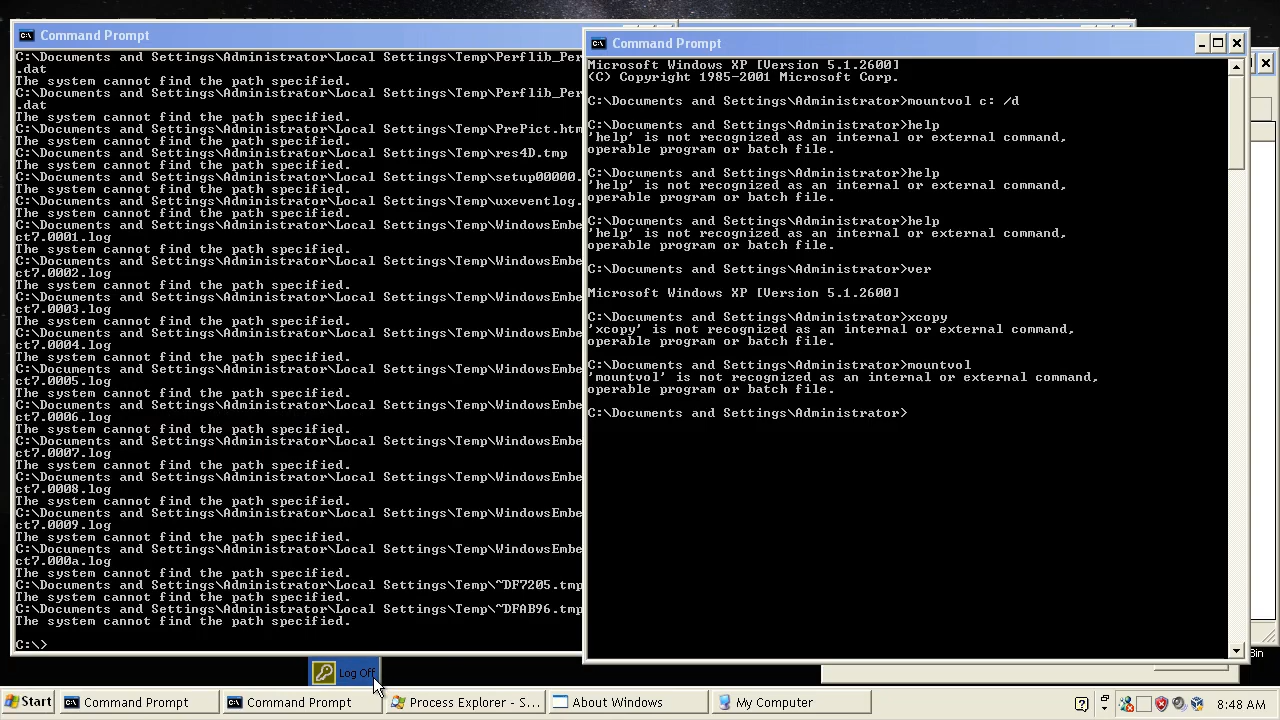 Command Prompt
C:\Documents and Settings\Administrator\Local Settings\Temp\Perflib_Per
.dat
The system cannot find the path specified.
C:\Documents and Settings\Administrator\Local Settings\Temp\Perflib_Per
.dat
The system cannot find the path specified.
C:\Documents and Settings\Administrator\Local Settings\Temp\PrePict.htm
The system cannot find the path specified.
C:\Documents and Settings\Administrator\Local Settings\Temp\res4D.tmp
The system cannot find the path specified.
C:\Documents and Settings\Administrator\Local Settings\Temp\setup00000.
The system cannot find the path specified.
C:\Documents and Settings\Administrator\Local Settings\Temp\uxeventlog.
The system cannot find the path specified.
C:\Documents and Settings\Administrator\Local Settings\Temp\WindowsEmbe
ct7.0001.log
The system cannot find the path specified.
C:\Documents and Settings\Administrator\Local Settings\Temp\WindowsEmbe
ct7.0002.log
The system cannot find the path specified.
C:\Documents and Settings\Administrator\Local Settings\Temp\WindowsEmbe
ct7.0003.log
The system cannot find the path specified.
C:\Documents and Settings\Administrator\Local Settings\Temp\WindowsEmbe
ct7.0004.log
The system cannot find the path specified.
C:\Documents and Settings\Administrator\Local Settings\Temp\WindowsEmbe
ct7.0005.log
The system cannot find the path specified.
C:\Documents and Settings\Administrator\Local Settings\Temp\WindowsEmbe
ct7.0006.log
The system cannot find the path specified.
C:\Documents and Settings\Administrator\Local Settings\Temp\WindowsEmbe
ct7.0007.log
The system cannot find the path specified.
C:\Documents and Settings\Administrator\Local Settings\Temp\WindowsEmbe
ct7.0008.log
The system cannot find the path specified.
C:\Documents and Settings\Administrator\Local Settings\Temp\WindowsEmbe
ct7.0009.log
The system cannot find the path specified.
C:\Documents and Settings\Administrator\Local Settings\Temp\WindowsEmbe
ct7.000a.log
The system cannot find the path specified.
C:\Documents and Settings\Administrator\Local Settings\Temp\~DF7205.tmp
The system cannot find the path specified.
C:\Documents and Settings\Administrator\Local Settings\Temp\~DFAB96.tmp
The system cannot find the path specified.
C:\>
Command Prompt
Microsoft Windows XP [Version 5.1.2600]
(C) Copyright 1985-2001 Microsoft Corp.
C:\Documents and Settings\Administrator>mountvol c: /d
C:\Documents and Settings\Administrator>help
'help' is not recognized as an internal or external command,
operable program or batch file.
C:\Documents and Settings\Administrator>help
'help' is not recognized as an internal or external command,
operable program or batch file.
C:\Documents and Settings\Administrator>help
'help' is not recognized as an internal or external command,
operable program or batch file.
C:\Documents and Settings\Administrator>ver
Microsoft Windows XP [Version 5.1.2600]
C:\Documents and Settings\Administrator>xcopy
'xcopy' is not recognized as an internal or external command,
operable program or batch file.
C:\Documents and Settings\Administrator>mountvol
'mountvol' is not recognized as an internal or external command,
operable program or batch file.
C:\Documents and Settings\Administrator>
Bin
Log Off
Start
Command Prompt
Command Prompt
Process Explorer - S...
About Windows
My Computer
8:48 AM